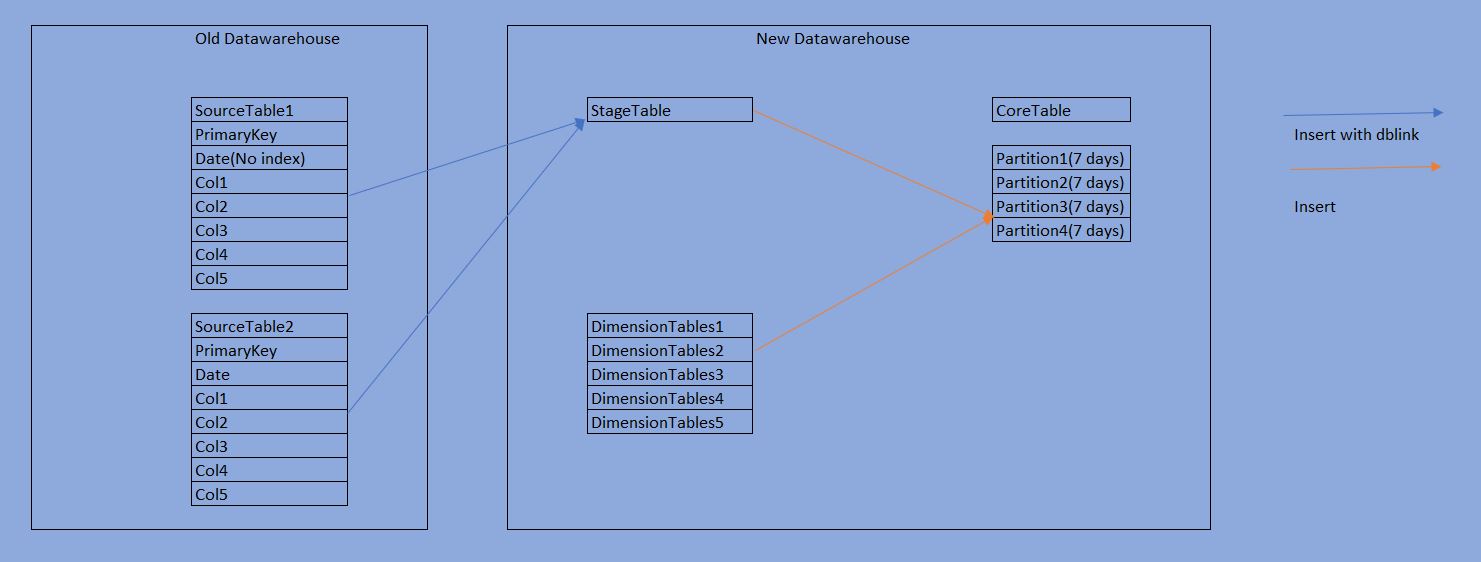 Old Datawarehouse
SourceTable1
PrimaryKey
Date(No index)
Col1
Col2
Col3
Col4
Col5
SourceTable2
PrimaryKey
Date
Col1
Col2
Col3
Col4
Col5
New Datawarehouse
StageTable
DimensionTables1
DimensionTables2
DimensionTables3
DimensionTables4
DimensionTables5
CoreTable
Partition1(7 days)
Partition2(7 days)
Partition3(7 days)
Partition4(7 days)
Insert with dblink
Insert